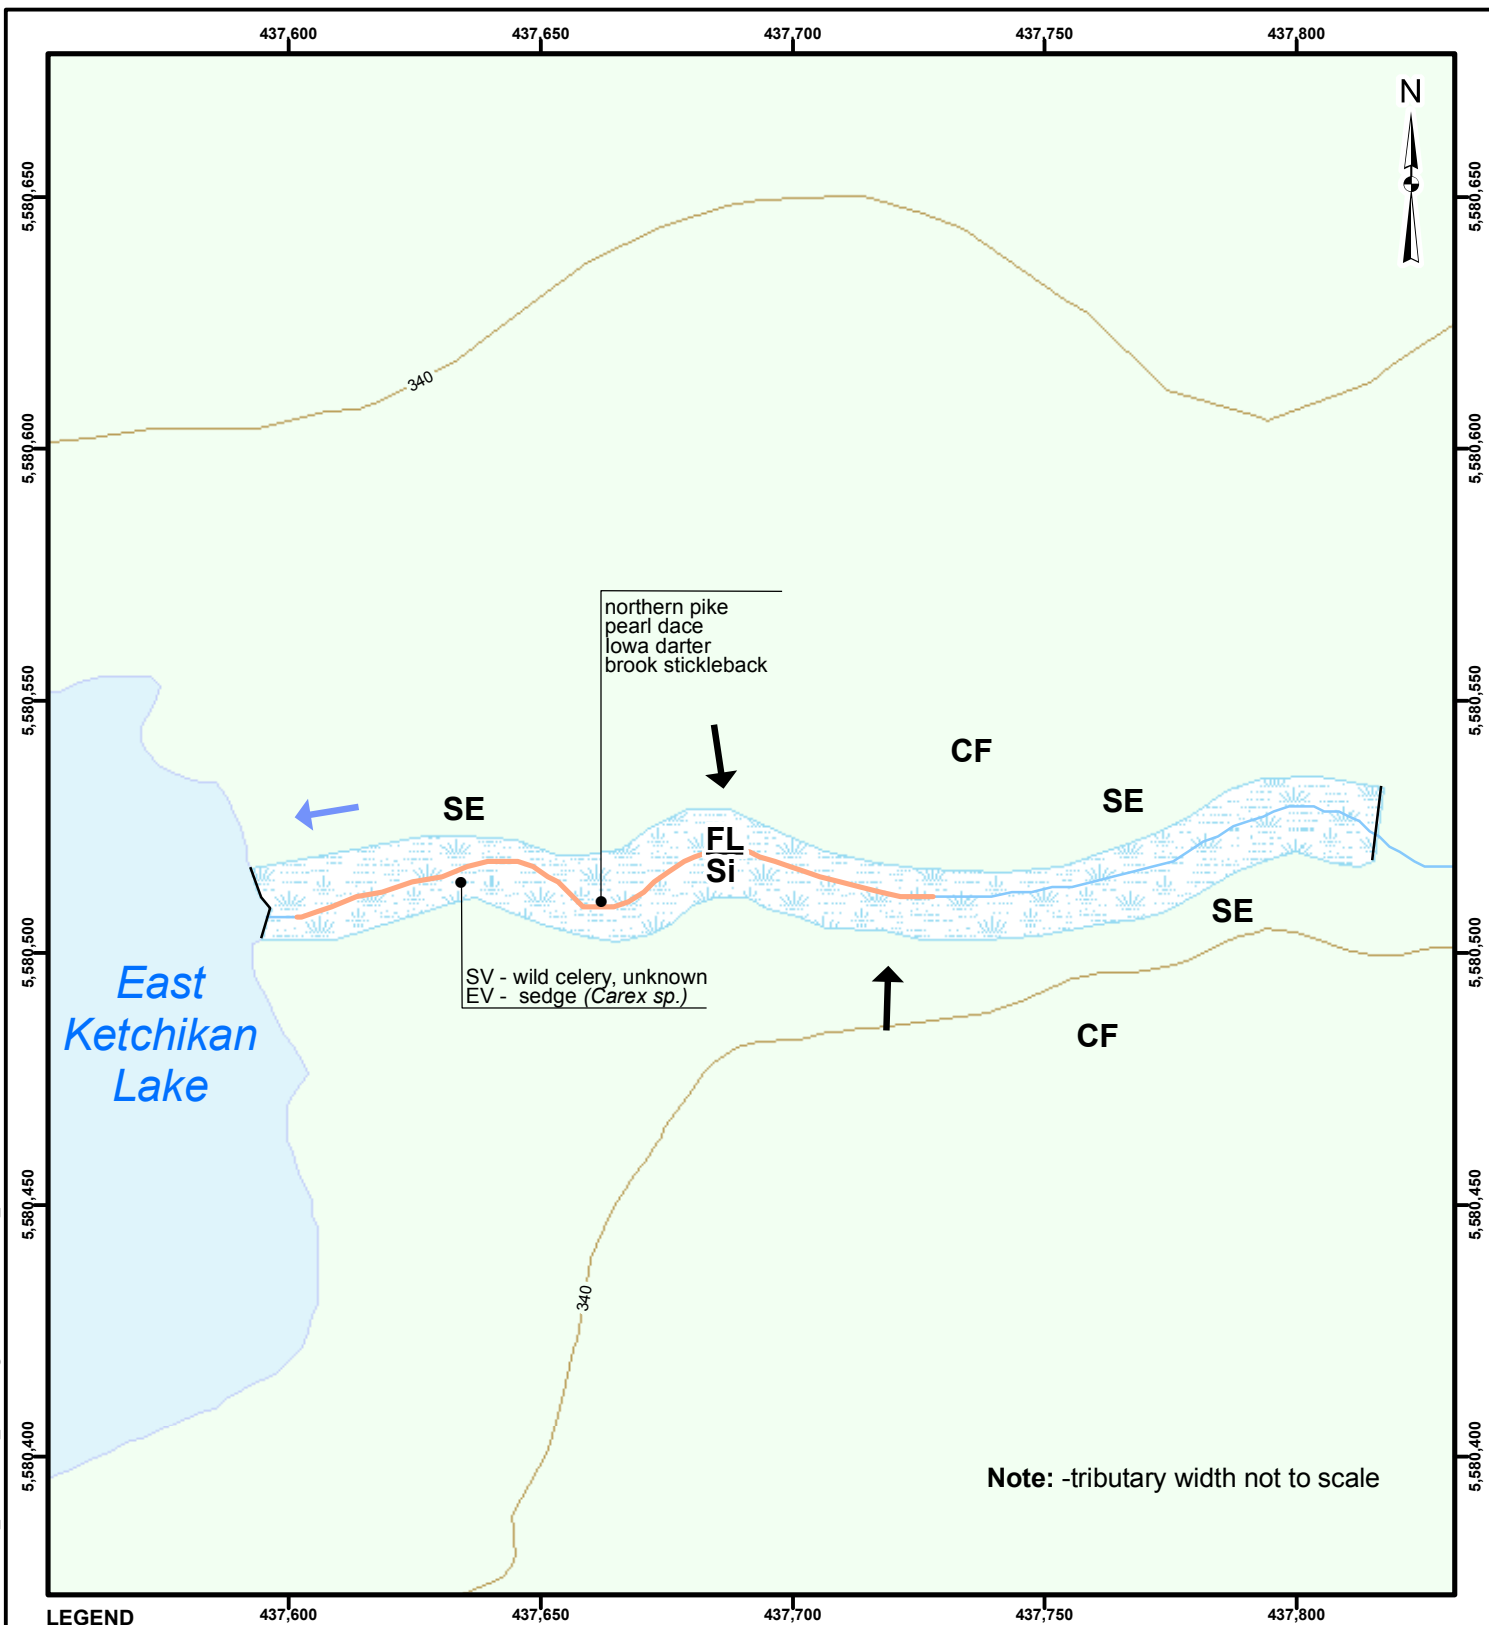 437,600 437,650 437,700 437,750 437,800
N
5,580,650 5,580,650
340
5,580,600 5,580,600
northern pike
pearl dace
Iowa darter
brook stickleback
5,580,550 5,580,550
CF
SE SE
FL
Si
SE
5,580,500 5,580,500
SV - wild celery, unknown
EV - sedge (Carex sp.)
East
Ketchikan
Lake
CF
5,580,450 5,580,450
340
5,580,400 5,580,400
Note: -tributary width not to scale
LEGEND
437,600 437,650 437,700 437,750 437,800